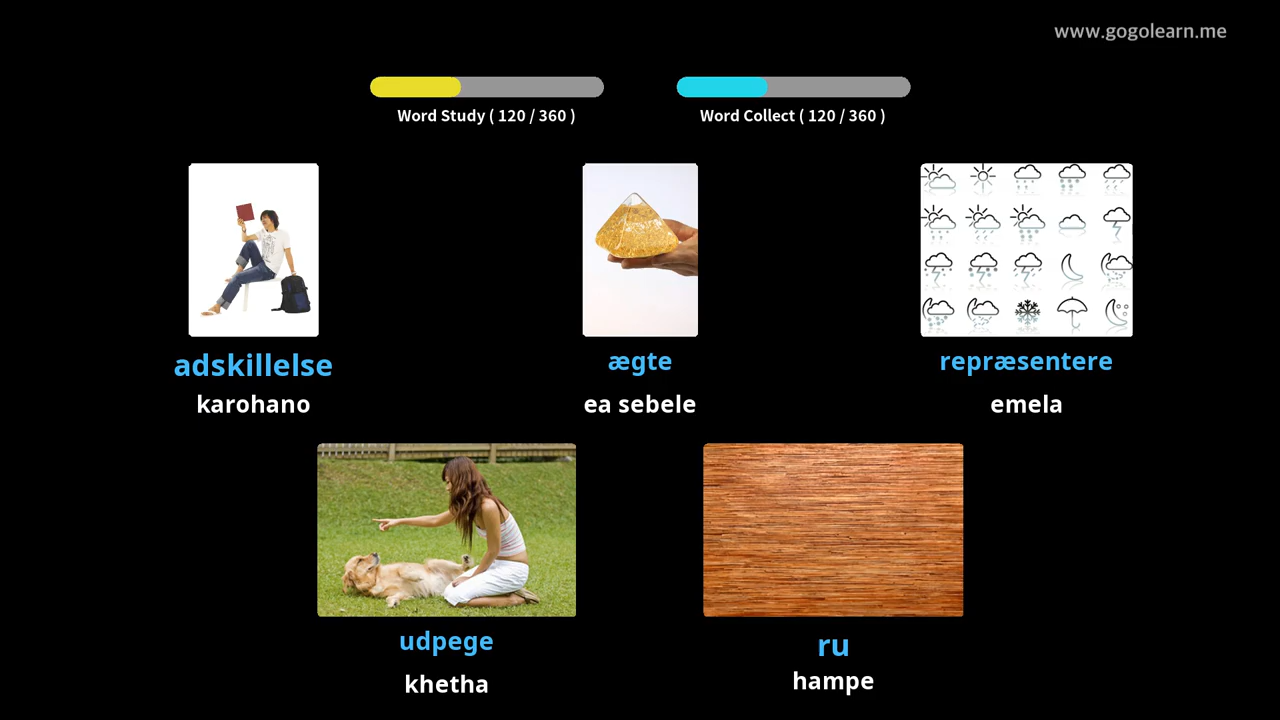 www.gogolearn.me
Word Study ( 120 / 360 )
Word Collect ( 120 / 360 )
adskillelse
karohano
ægte
ea sebele
repræsentere
emela
udpege
khetha
ru
hampe